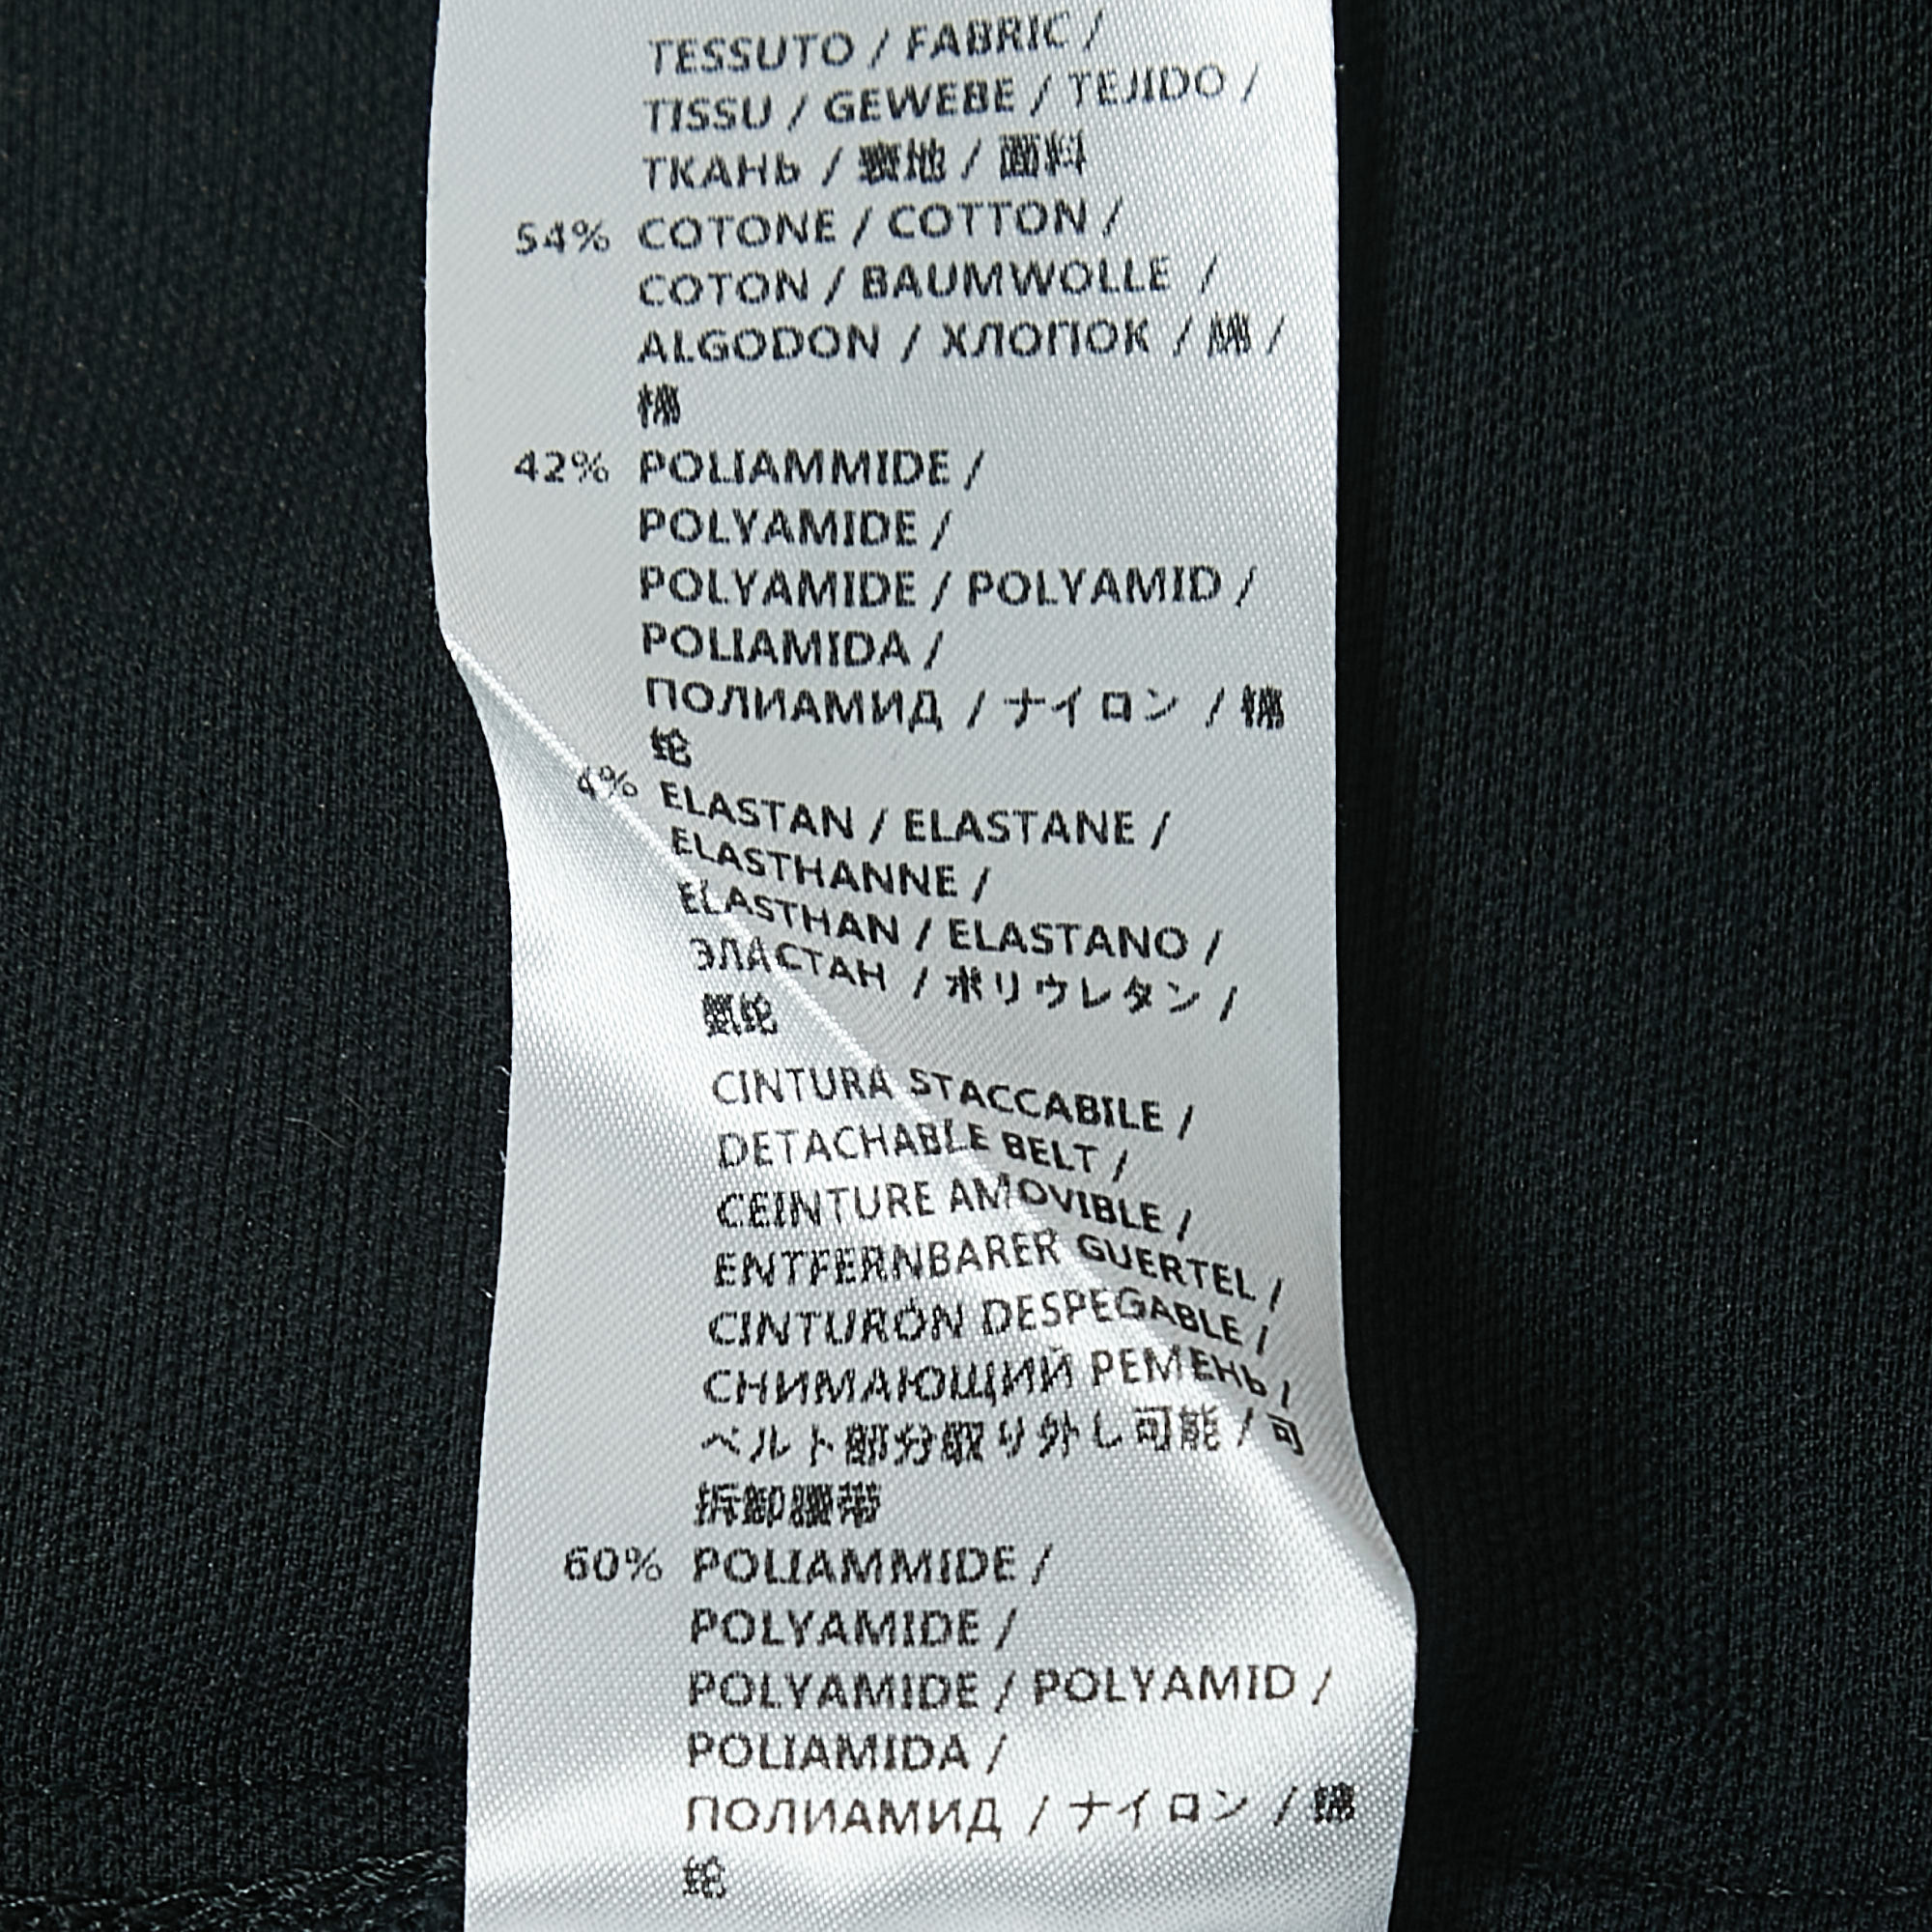 TESSUTO / FABRIC /
TISSU / GEWEBE / TEJIDO /
ТКАНЬ / 表地 / 面料
54% COTONE / COTTON /
COTON / BAUMWOLLE /
ALGODON / ХЛОПОК / 綿 /
棉
42% POLIAMMIDE /
POLYAMIDE /
POLYAMIDE / POLYAMID /
POLIAMIDA /
ПОЛИАМИД / ナイロン / 锦
纶
4% ELASTAN / ELASTANE /
ELASTHANNE /
ELASTHAN / ELASTANO /
ЭЛАСТАН / ポリウレタン /
氨纶
CINTURA STACCABILE /
DETACHABLE BELT /
CEINTURE AMOVIBLE /
ENTFERNBARER GUERTEL /
CINTURÓN DESPEGABLE /
СНИМАЮЩИЙ РЕМЕНЬ /
ベルト部分取り外し可能 / 可
拆卸腰带
60% POLIAMMIDE /
POLYAMIDE /
POLYAMIDE / POLYAMID /
POLIAMIDA /
ПОЛИАМИД / ナイロン / 锦
纶